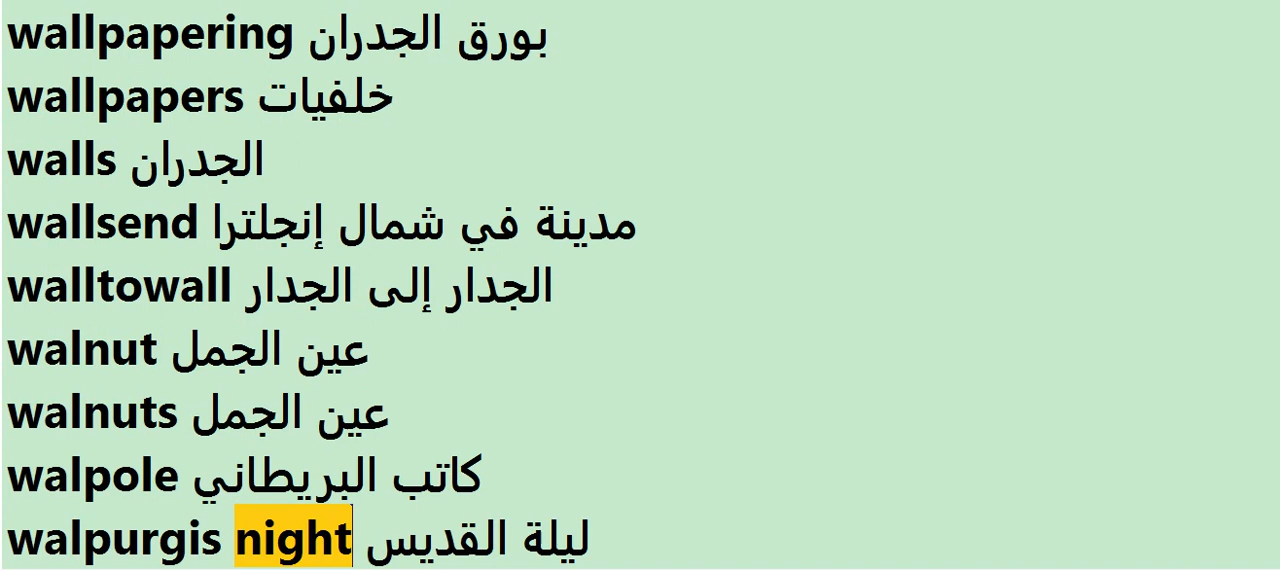 wallpapering بورق الجدران
wallpapers خلفيات
walls الجدران
wallsend مدينة في شمال إنجلترا
walltowall الجدار إلى الجدار
walnut عين الجمل
walnuts عين الجمل
walpole كاتب البريطاني
walpurgis night ليلة القديس